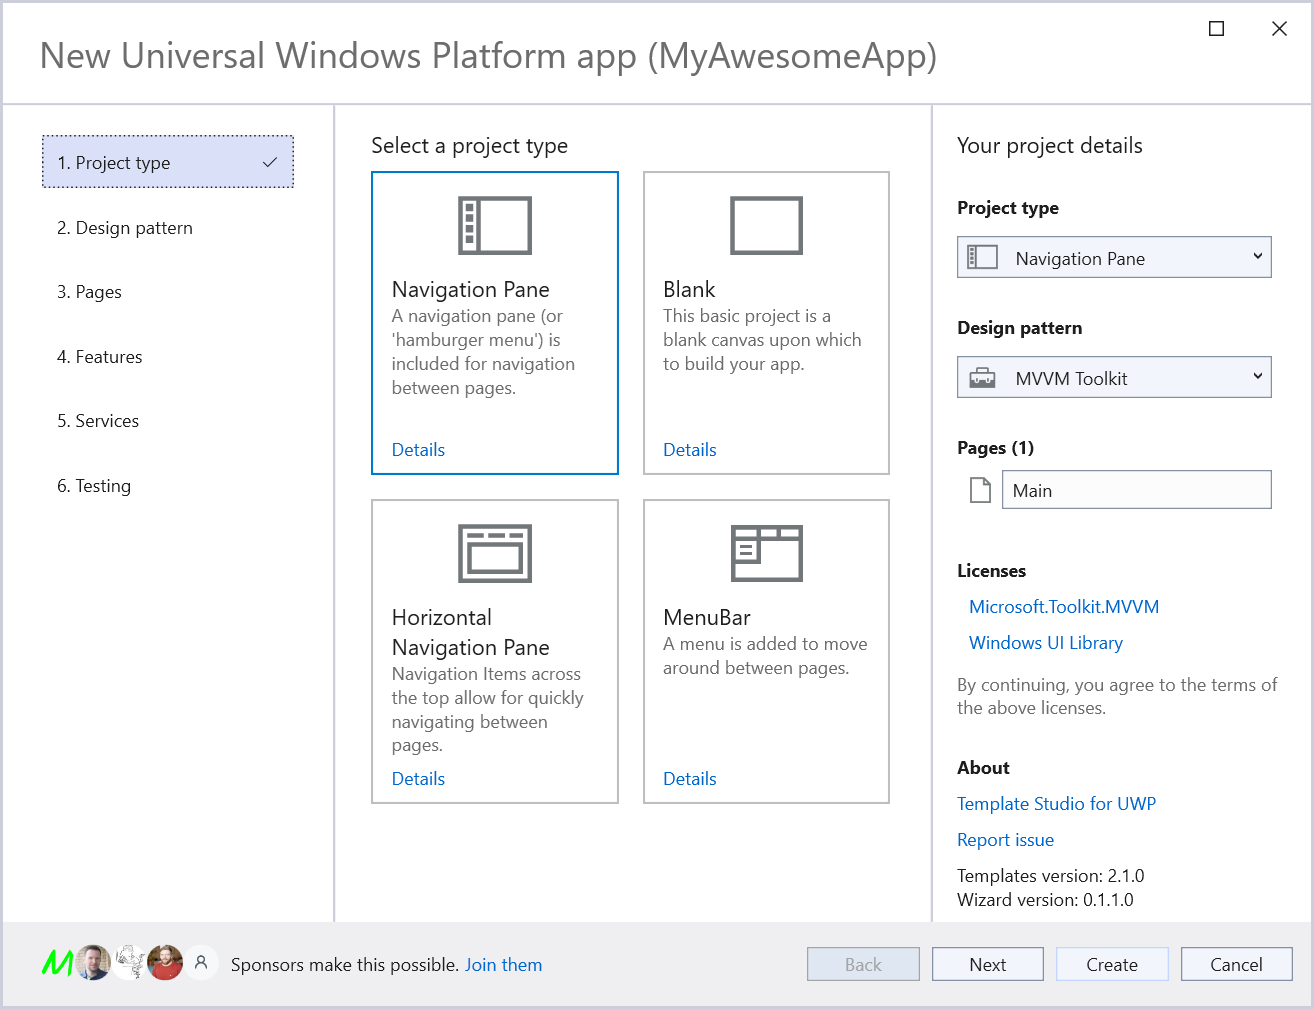 New Universal Windows Platform app (MyAwesomeApp)
1. Project type
2. Design pattern
3. Pages
4. Features
5. Services
6. Testing
Select a project type
Navigation Pane
A navigation pane (or
'hamburger menu') is
included for navigation
between pages.
Details
Blank
This basic project is a
blank canvas upon which
to build your app.
Details
Horizontal
Navigation Pane
Navigation Items across
the top allow for quickly
navigating between
pages.
Details
MenuBar
A menu is added to move
around between pages.
Details
Your project details
Project type
Navigation Pane
Design pattern
MVVM Toolkit
Pages (1)
Main
Licenses
Microsoft.Toolkit.MVVM
Windows UI Library
By continuing, you agree to the terms of
the above licenses.
About
Template Studio for UWP
Report issue
Templates version: 2.1.0
Wizard version: 0.1.1.0
Sponsors make this possible. Join them
Back
Next
Create
Cancel